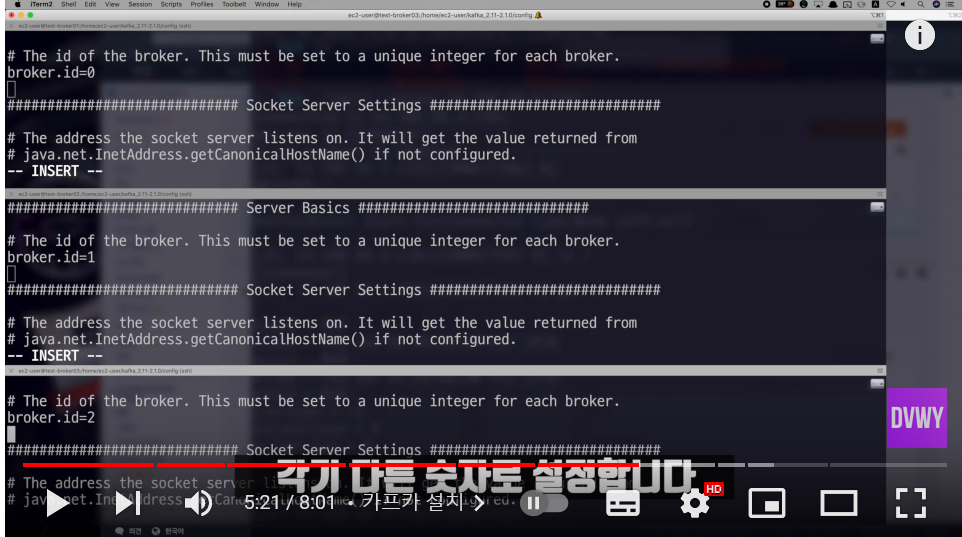 iTerm2 Shell Edit View Session Scripts Profiles Toolbelt Window Help
ec2-user@test-broker03:/home/ec2-user/kafka_2.11-2.1.0/config
ec2-user@test-broker01:/home/ec2-user/kafka_2.11-2.1.0/config (ssh)
# The id of the broker. This must be set to a unique integer for each broker.
broker.id=0
############################# Socket Server Settings #############################
# The address the socket server listens on. It will get the value returned from
# java.net.InetAddress.getCanonicalHostName() if not configured.
-- INSERT --
ec2-user@test-broker03:/home/ec2-user/kafka_2.11-2.1.0/config (ssh)
############################# Server Basics #############################
# The id of the broker. This must be set to a unique integer for each broker.
broker.id=1
############################# Socket Server Settings #############################
# The address the socket server listens on. It will get the value returned from
# java.net.InetAddress.getCanonicalHostName() if not configured.
-- INSERT --
ec2-user@test-broker03:/home/ec2-user/kafka_2.11-2.1.0/config (ssh)
# The id of the broker. This must be set to a unique integer for each broker.
broker.id=2
DVWY
############################# Socket Server Settings #############################
각기 다른 숫자로 설정합니다
# The address the socket server
5:21 / 8:01 • 카프카 설치
HD
의견 한국어